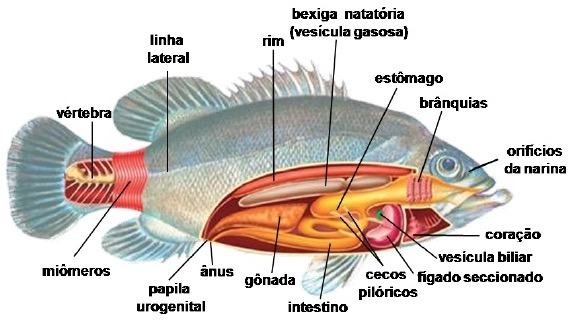 bexiga natatória
(vesícula gasosa)
linha
lateral
rim
estômago
brânquias
vértebra
orifícios
da narina
coração
vesícula biliar
fígado seccionado
cecos
pilóricos
miômeros
ânus
papila
urogenital
gônada
intestino